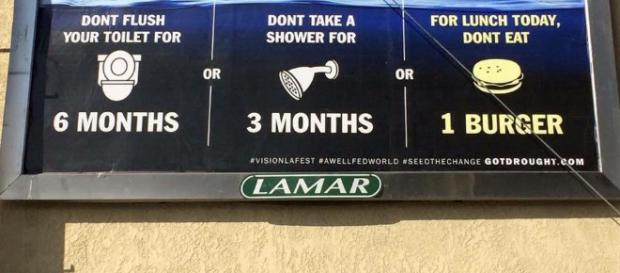 DONT FLUSH
YOUR TOILET FOR
6 MONTHS
OR
DONT TAKE A
SHOWER FOR
3 MONTHS
OR
FOR LUNCH TODAY,
DONT EAT
1 BURGER
#VISIONLAFEST #AWELLFEDWORLD #SEEDTHECHANGE GOTDROUGHT.COM
LAMAR